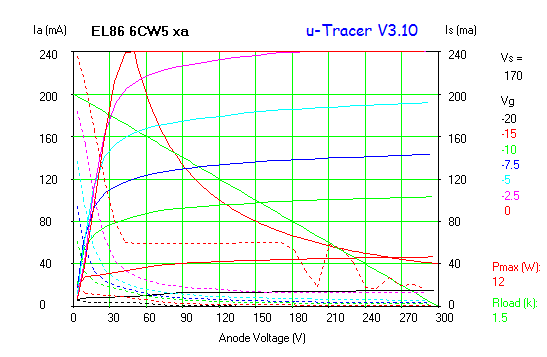 Ia (mA) EL86 6CW5 xa u-Tracer V3.10 Is (ma)
240 240
200 200
160 160
120 120
80 80
40 40
0 0
0 30 60 90 120 150 180 210 240 270 300
Anode Voltage (V)
Vs =
170
Vg
-20
-15
-10
-7.5
-5
-2.5
0
Pmax (W):
12
Rload (k):
1.5